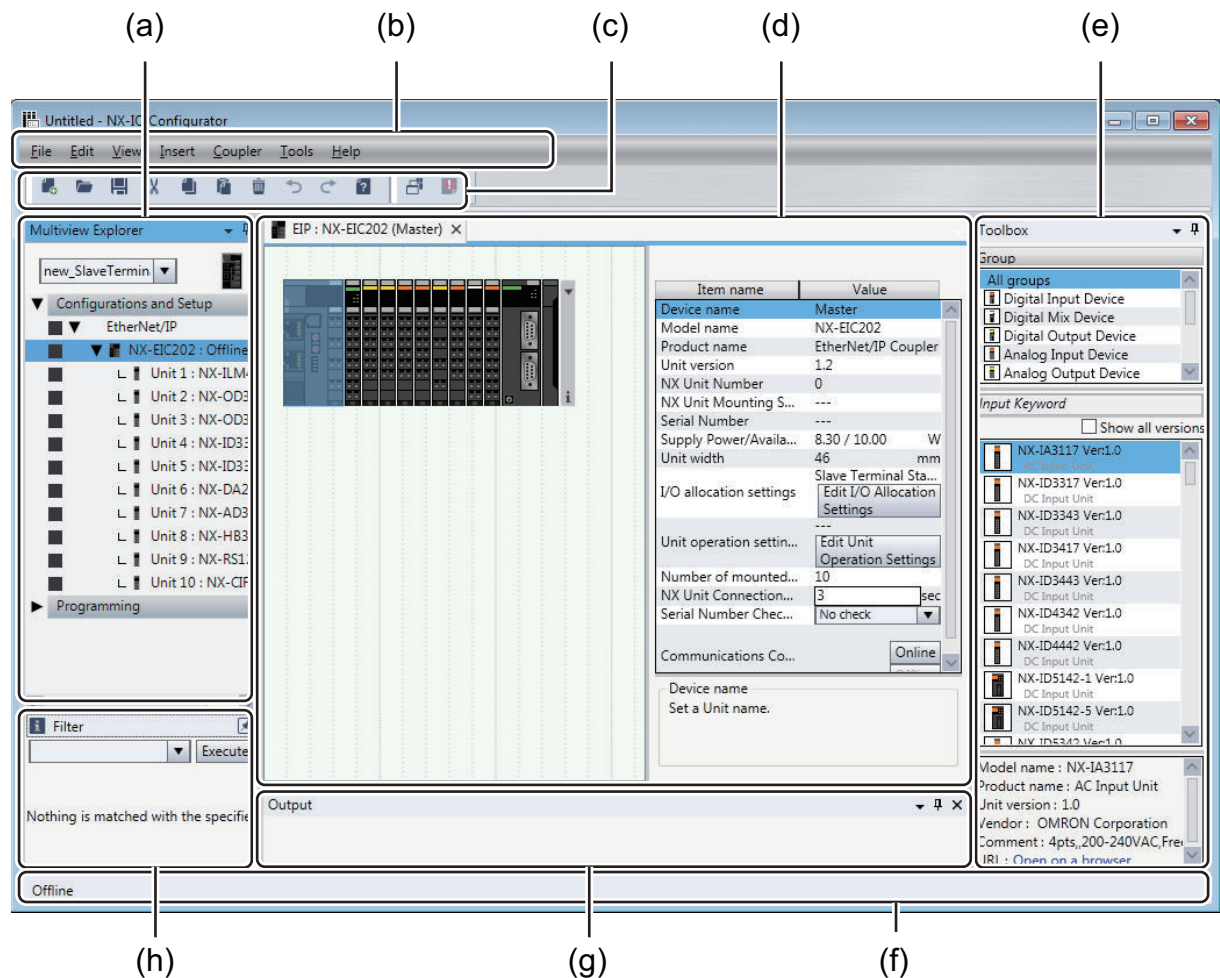 (a) (b) (c) (d) (e)
Untitled - NX-IO Configurator
File Edit View Insert Coupler Tools Help
Multiview Explorer
new_SlaveTermin
Configurations and Setup
EtherNet/IP
NX-EIC202 : Offline
Unit 1 : NX-ILM4
Unit 2 : NX-OD3
Unit 3 : NX-OD3
Unit 4 : NX-ID33
Unit 5 : NX-ID33
Unit 6 : NX-DA2
Unit 7 : NX-AD3
Unit 8 : NX-HB3
Unit 9 : NX-RS1
Unit 10 : NX-CIF
Programming
Filter
Execute
Nothing is matched with the specifie
EIP : NX-EIC202 (Master)
Item name Value
Device name Master
Model name NX-EIC202
Product name EtherNet/IP Coupler
Unit version 1.2
NX Unit Number 0
NX Unit Mounting S... ---
Serial Number ---
Supply Power/Availa... 8.30 / 10.00 W
Unit width 46 mm
Slave Terminal Sta...
I/O allocation settings Edit I/O Allocation
Settings
---
Unit operation settin... Edit Unit
Operation Settings
Number of mounted... 10
NX Unit Connection... 3 sec
Serial Number Chec... No check
Communications Co... Online
Device name
Set a Unit name.
Output
Toolbox
Group
All groups
Digital Input Device
Digital Mix Device
Digital Output Device
Analog Input Device
Analog Output Device
Input Keyword
Show all versions
NX-IA3117 Ver:1.0
AC Input Unit
NX-ID3317 Ver:1.0
DC Input Unit
NX-ID3343 Ver:1.0
DC Input Unit
NX-ID3417 Ver:1.0
DC Input Unit
NX-ID3443 Ver:1.0
DC Input Unit
NX-ID4342 Ver:1.0
DC Input Unit
NX-ID4442 Ver:1.0
DC Input Unit
NX-ID5142-1 Ver:1.0
DC Input Unit
NX-ID5142-5 Ver:1.0
DC Input Unit
NX-ID5342 Ver:1.0
Model name : NX-IA3117
Product name : AC Input Unit
Unit version : 1.0
Vendor : OMRON Corporation
Comment : 4pts,,200-240VAC,Free
URL : Open on a browser
Offline
(h) (g) (f)